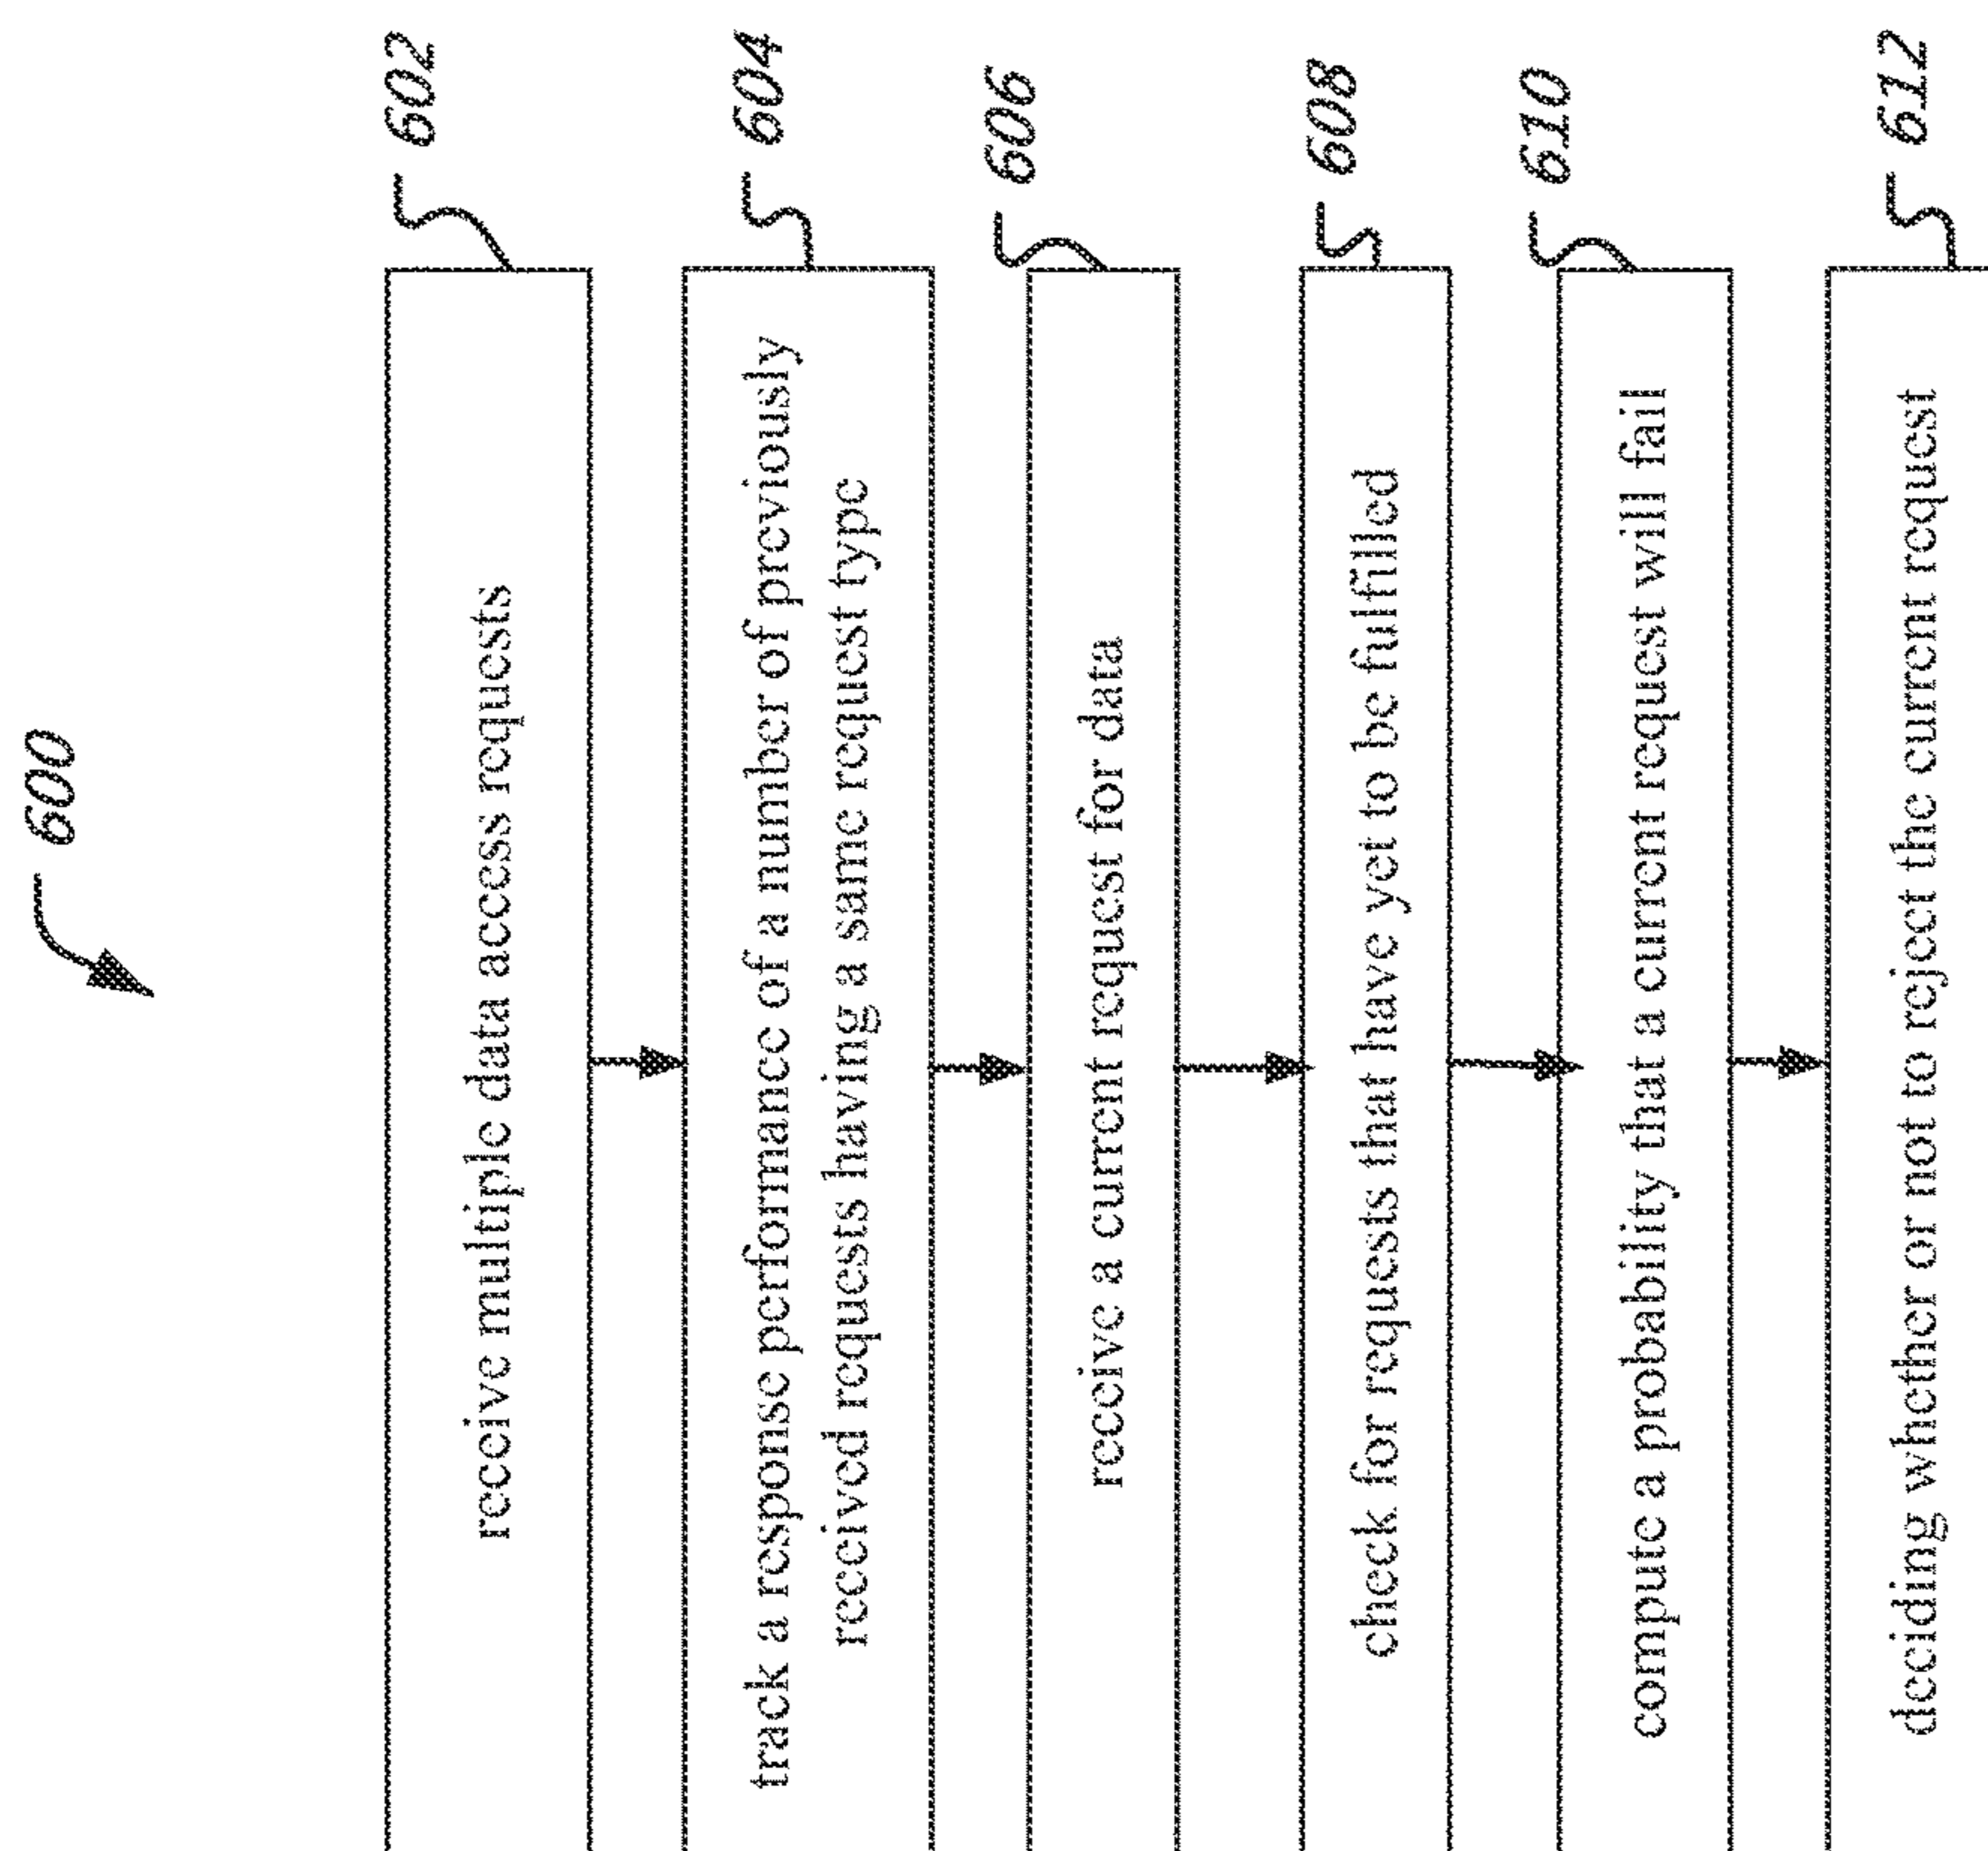 600
602
receive multiple data access requests
604
track a response performance of a number of previously
received requests having a same request type
606
receive a current request for data
608
check for requests that have yet to be fulfilled
610
compute a probability that a current request will fail
612
deciding whether or not to reject the current request